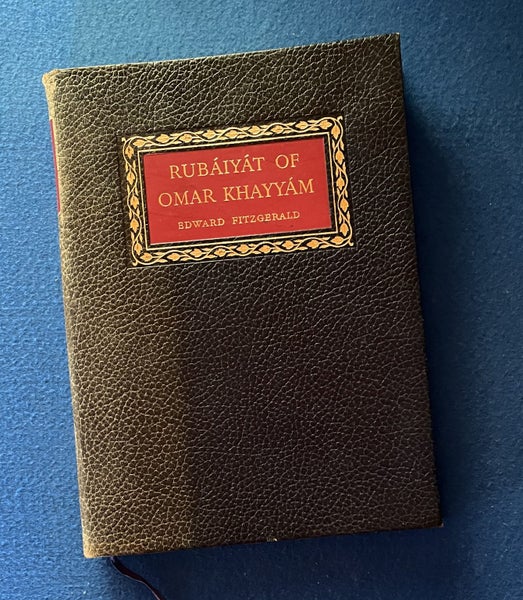 RUBÁIYÁT OF
OMAR KHAYYÁM
EDWARD FITZGERALD